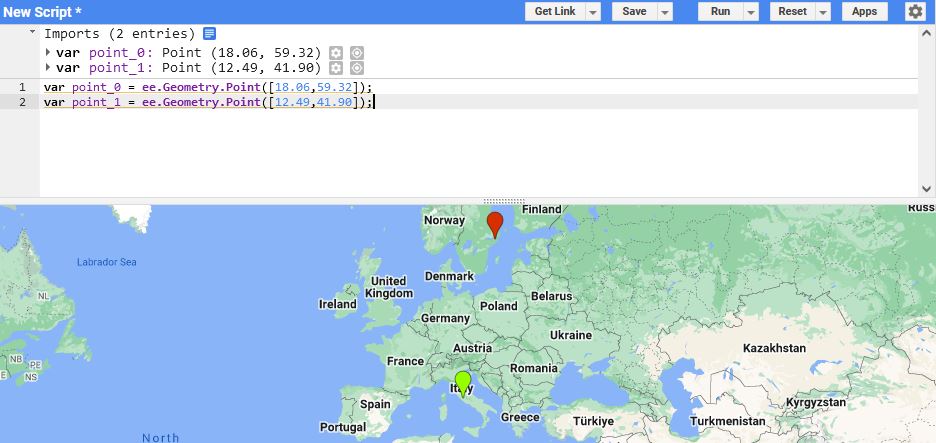 New Script *
Get Link Save Run Reset Apps
Imports (2 entries)
var point_0: Point (18.06, 59.32)
var point_1: Point (12.49, 41.90)
1 var point_0 = ee.Geometry.Point([18.06,59.32]);
2 var point_1 = ee.Geometry.Point([12.49,41.90]);
Russ
Finland
Norway
Labrador Sea
Denmark
United
Kingdom
NL
Ireland
Belarus
Poland
Germany
Ukraine
Austria
Kazakhstan
NB
PE
France
Romania
E
NS
Italy
Spain
Kyrgyzstan
Greece
Türkiye
Turkmenistan
Portugal
North